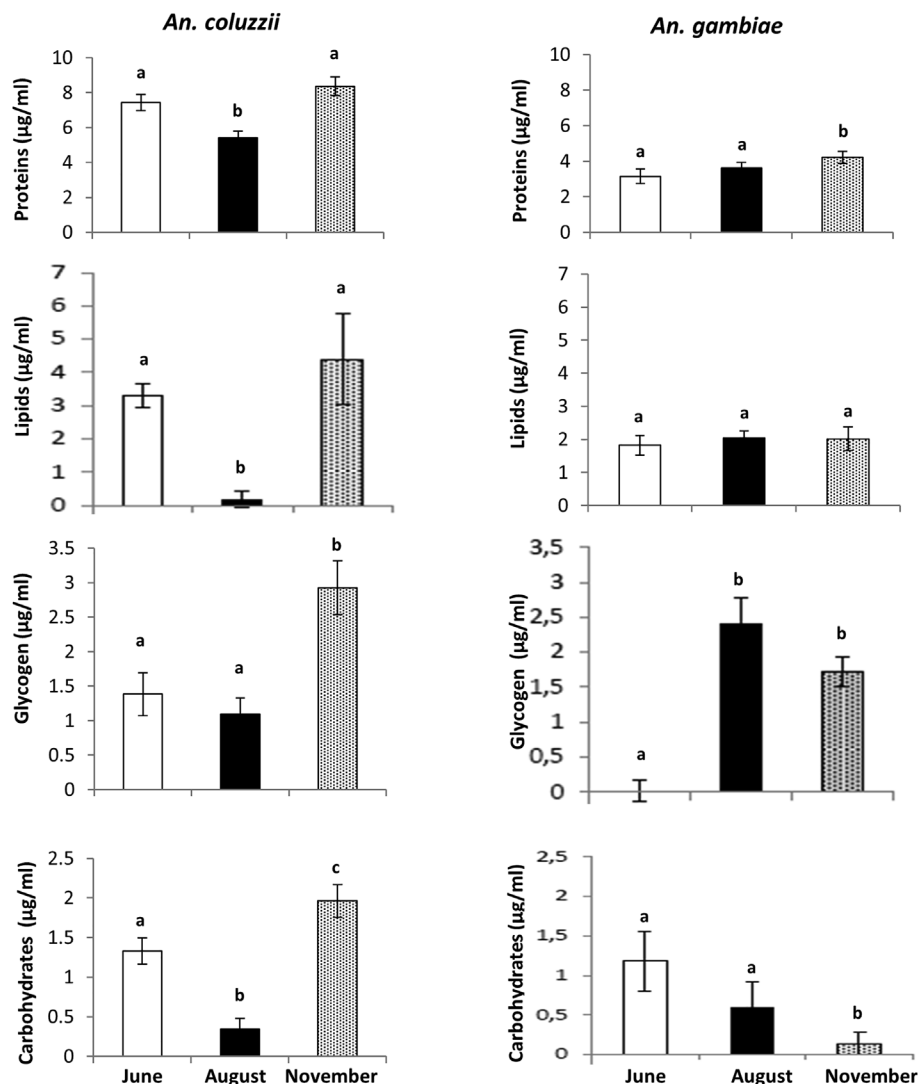 An. coluzzii
An. gambiae
Proteins (µg/ml)
10
8
6
4
2
0
a
b
a
Proteins (µg/ml)
10
8
6
4
2
0
a
a
b
Lipids (µg/ml)
7
6
5
4
3
2
1
0
a
b
a
Lipids (µg/ml)
7
6
5
4
3
2
1
0
a
a
a
Glycogen (µg/ml)
3.5
3
2.5
2
1.5
1
0.5
0
a
a
b
Glycogen (µg/ml)
3,5
3
2,5
2
1,5
1
0,5
0
a
b
b
Carbohydrates (µg/ml)
2.5
2
1.5
1
0.5
0
a
b
c
June August November
Carbohydrates (µg/ml)
2,5
2
1,5
1
0,5
0
a
a
b
June August November